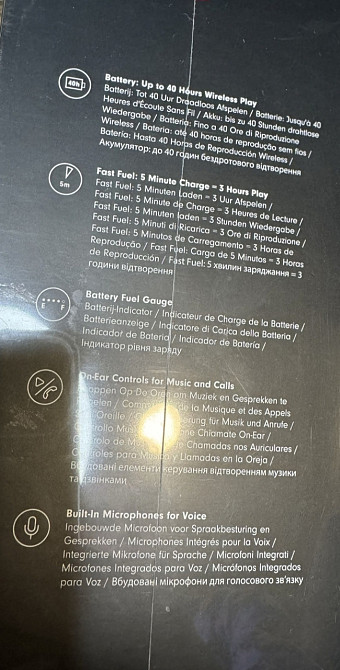 40h
Battery: Up to 40 Hours Wireless Play
Batterij: Tot 40 Uur Draadloos Afspelen / Batterie: Jusqu'à 40
Heures d'Écoute Sans Fil / Akku: bis zu 40 Stunden drahtlose
Wiedergabe / Batteria: Fino a 40 Ore di Riproduzione
Wireless / Bateria: até 40 horas de reprodução sem fios /
Batería: Hasta 40 Horas de Reproducción Wireless /
Акумулятор: до 40 годин бездротового відтворення
5m
Fast Fuel: 5 Minute Charge = 3 Hours Play
Fast Fuel: 5 Minuten Laden = 3 Uur Afspelen /
Fast Fuel: 5 Minute de Charge = 3 Heures de Lecture /
Fast Fuel: 5 Minuten laden = 3 Stunden Wiedergabe /
Fast Fuel: 5 Minuti di Ricarica = 3 Ore di Riproduzione /
Fast Fuel: 5 Minutos de Carregamento = 3 Horas de
Reprodução / Fast Fuel: Carga de 5 Minutos = 3 Horas
de Reproducción / Fast Fuel: 5 хвилин заряджання = 3
години відтворення
E F
Battery Fuel Gauge
Batterij-Indicator / Indicateur de Charge de la Batterie /
Batterieanzeige / Indicatore di Carica della Batteria /
Indicador de Bateria / Indicador de Batería /
Індикатор рівня заряду
On-Ear Controls for Music and Calls
Knoppen Op De Oren om Muziek en Gesprekken te
de la Musique et des Appels
für Musik und Anrufe /
Chiamate On-Ear /
Chamadas nos Auriculares /
Controles para y Llamadas en la Oreja /
Вбудовані елементи керування відтворенням музики
та дзвінками
Built-In Microphones for Voice
Ingebouwde Microfoon voor Spraakbesturing en
Gesprekken / Microphones Intégrés pour la Voix /
Integrierte Mikrofone für Sprache / Microfoni Integrati /
Microfones Integrados para Voz / Micrófonos Integrados
para Voz / Вбудовані мікрофони для голосового зв'язку